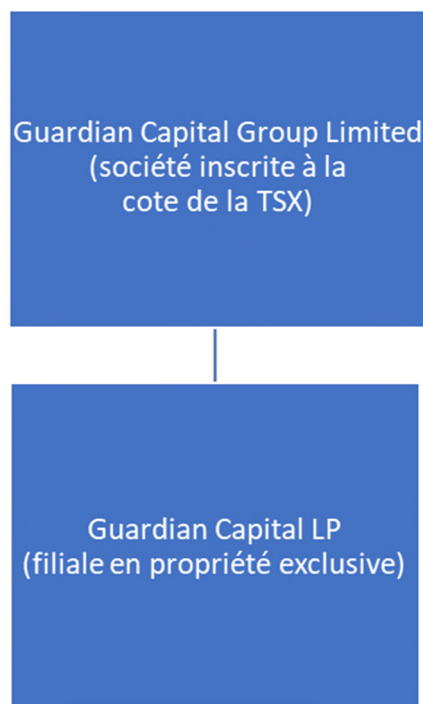 Guardian Capital Group Limited
(société inscrite à la
cote de la TSX)
Guardian Capital LP
(filiale en propriété exclusive)